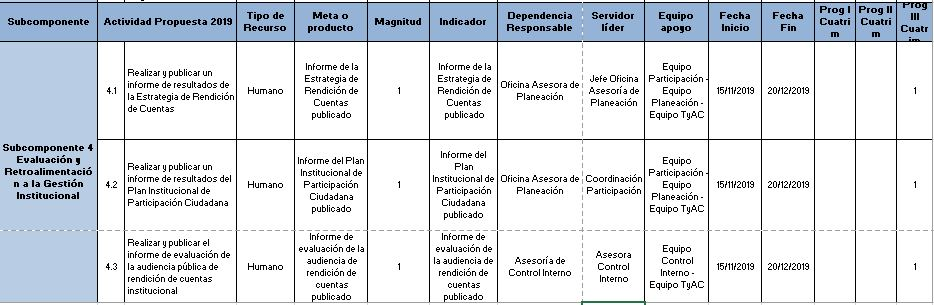 Subcomponente
Actividad Propuesta 2019
Tipo de
Recurso
Meta o
producto
Magnitud
Indicador
Dependencia
Responsable
Servidor
líder
Equipo
apoyo
Fecha
Inicio
Fecha
Fin
Prog I
Cuatri
m
Prog II
Cuatri
m
Prog
III
Cuatr
im
Subcomponente 4
Evaluación y
Retroalimentació
n a la Gestión
Institucional
4.1
Realizar y publicar un
informe de resultados de
la Estrategia de Rendición
de Cuentas
Humano
Informe de la
Estrategia de
Rendición de
Cuentas
publicado
1
Informe de la
Estrategia de
Rendición de
Cuentas
publicado
Oficina Asesora de
Planeación
Jefe Oficina
Asesoría de
Planeación
Equipo
Participación -
Equipo
Planeación -
Equipo TyAC
15/11/2019
20/12/2019
1
4.2
Realizar y publicar un
informe de resultados del
Plan Institucional de
Participación Ciudadana
Humano
Informe del Plan
Institucional de
Participación
Ciudadana
publicado
1
Informe del
Plan
Institucional de
Participación
Ciudadana
publicado
Oficina Asesora de
Planeación
Coordinación
Participación
Equipo
Participación -
Equipo
Planeación -
Equipo TyAC
15/11/2019
20/12/2019
1
4.3
Realizar y publicar el
informe de evaluación de
la audiencia pública de
rendición de cuentas
institucional
Humano
Informe de
evaluación de la
audiencia de
rendición de
cuentas
publicado
1
Informe de
evaluación de
la audiencia de
rendición de
cuentas
publicado
Asesoría de
Control Interno
Asesora
Control
Interno
Equipo
Control
Interno -
Equipo TyAC
15/11/2019
20/12/2019
1